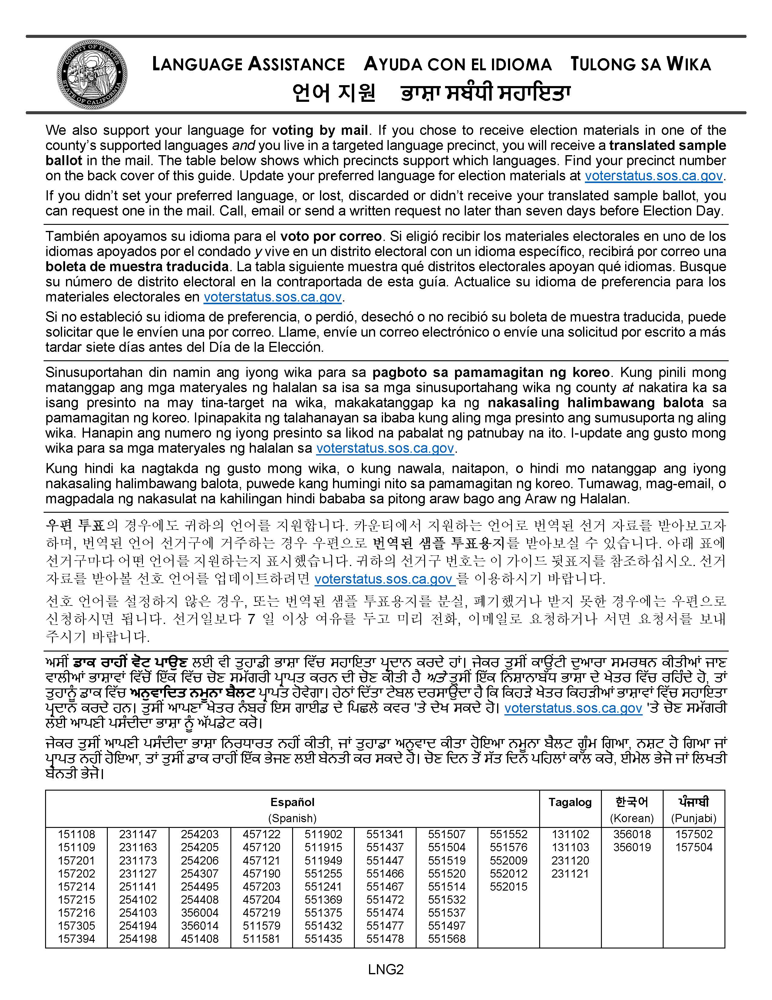 COUNTY OF PLACER
STATE OF CALIFORNIA
LANGUAGE ASSISTANCE AYUDA CON EL IDIOMA TULONG SA WIKA
언어 지원 ਭਾਸ਼ਾ ਸਬੰਧੀ ਸਹਾਇਤਾ
We also support your language for voting by mail. If you chose to receive election materials in one of the
county's supported languages and you live in a targeted language precinct, you will receive a translated sample
ballot in the mail. The table below shows which precincts support which languages. Find your precinct number
on the back cover of this guide. Update your preferred language for election materials at voterstatus.sos.ca.gov.
If you didn't set your preferred language, or lost, discarded or didn't receive your translated sample ballot, you
can request one in the mail. Call, email or send a written request no later than seven days before Election Day.
También apoyamos su idioma para el voto por correo. Si eligió recibir los materiales electorales en uno de los
idiomas apoyados por el condado y vive en un distrito electoral con un idioma específico, recibirá por correo una
boleta de muestra traducida. La tabla siguiente muestra qué distritos electorales apoyan qué idiomas. Busque
su número de distrito electoral en la contraportada de esta guía. Actualice su idioma de preferencia para los
materiales electorales en voterstatus.sos.ca.gov.
Si no estableció su idioma de preferencia, o perdió, desechó o no recibió su boleta de muestra traducida, puede
solicitar que le envíen una por correo. Llame, envíe un correo electrónico o envíe una solicitud por escrito a más
tardar siete días antes del Día de la Elección.
Sinusuportahan din namin ang iyong wika para sa pagboto sa pamamagitan ng koreo. Kung pinili mong
matanggap ang mga materyales ng halalan sa isa sa mga sinusuportahang wika ng county at nakatira ka sa
isang presinto na may tina-target na wika, makakatanggap ka ng nakasaling halimbawang balota sa
pamamagitan ng koreo. Ipinapakita ng talahanayan sa ibaba kung aling mga presinto ang sumusuporta ng aling
wika. Hanapin ang numero ng iyong presinto sa likod na pabalat ng patnubay na ito. I-update ang gusto mong
wika para sa mga materyales ng halalan sa voterstatus.sos.ca.gov.
Kung hindi ka nagtakda ng gusto mong wika, o kung nawala, naitapon, o hindi mo natanggap ang iyong
nakasaling halimbawang balota, puwede kang humingi nito sa pamamagitan ng koreo. Tumawag, mag-email, o
magpadala ng nakasulat na kahilingan hindi bababa sa pitong araw bago ang Araw ng Halalan.
우편 투표의 경우에도 귀하의 언어를 지원합니다. 카운티에서 지원하는 언어로 번역된 선거 자료를 받아보고자
하며, 번역된 언어 선거구에 거주하는 경우 우편으로 번역된 샘플 투표용지를 받아보실 수 있습니다. 아래 표에
선거구마다 어떤 언어를 지원하는지 표시했습니다. 귀하의 선거구 번호는 이 가이드 뒷표지를 참조하십시오. 선거
자료를 받아볼 선호 언어를 업데이트하려면 voterstatus.sos.ca.gov 를 이용하시기 바랍니다.
선호 언어를 설정하지 않은 경우, 또는 번역된 샘플 투표용지를 분실, 폐기했거나 받지 못한 경우에는 우편으로
신청하시면 됩니다. 선거일보다 7 일 이상 여유를 두고 미리 전화, 이메일로 요청하거나 서면 요청서를 보내
주시기 바랍니다.
ਅਸੀਂ ਡਾਕ ਰਾਹੀਂ ਵੋਟ ਪਾਉਣ ਲਈ ਵੀ ਤੁਹਾਡੀ ਭਾਸ਼ਾ ਵਿੱਚ ਸਹਾਇਤਾ ਪ੍ਰਦਾਨ ਕਰਦੇ ਹਾਂ। ਜੇਕਰ ਤੁਸੀਂ ਕਾਉਂਟੀ ਦੁਆਰਾ ਸਮਰਥਨ ਕੀਤੀਆਂ ਜਾਣ
ਵਾਲੀਆਂ ਭਾਸ਼ਾਵਾਂ ਵਿੱਚੋਂ ਇੱਕ ਵਿੱਚ ਚੋਣ ਸਮੱਗਰੀ ਪ੍ਰਾਪਤ ਕਰਨ ਦੀ ਚੋਣ ਕੀਤੀ ਹੈ ਅਤੇ ਤੁਸੀਂ ਇੱਕ ਨਿਸ਼ਾਨਾਬੱਧ ਭਾਸ਼ਾ ਦੇ ਖੇਤਰ ਵਿੱਚ ਰਹਿੰਦੇ ਹੋ, ਤਾਂ
ਤੁਹਾਨੂੰ ਡਾਕ ਵਿੱਚ ਅਨੁਵਾਦਿਤ ਨਮੂਨਾ ਬੈਲਟ ਪ੍ਰਾਪਤ ਹੋਵੇਗਾ। ਹੇਠਾਂ ਦਿੱਤਾ ਟੇਬਲ ਦਰਸਾਉਂਦਾ ਹੈ ਕਿ ਕਿਹੜੇ ਖੇਤਰ ਕਿਹੜੀਆਂ ਭਾਸ਼ਾਵਾਂ ਵਿੱਚ ਸਹਾਇਤਾ
ਪ੍ਰਦਾਨ ਕਰਦੇ ਹਨ। ਤੁਸੀਂ ਆਪਣਾ ਖੇਤਰ ਨੰਬਰ ਇਸ ਗਾਈਡ ਦੇ ਪਿਛਲੇ ਕਵਰ 'ਤੇ ਦੇਖ ਸਕਦੇ ਹੋ। voterstatus.sos.ca.gov 'ਤੇ ਚੋਣ ਸਮੱਗਰੀ
ਲਈ ਆਪਣੀ ਪਸੰਦੀਦਾ ਭਾਸ਼ਾ ਨੂੰ ਅੱਪਡੇਟ ਕਰੋ।
ਜੇਕਰ ਤੁਸੀਂ ਆਪਣੀ ਪਸੰਦੀਦਾ ਭਾਸ਼ਾ ਨਿਰਧਾਰਤ ਨਹੀਂ ਕੀਤੀ, ਜਾਂ ਤੁਹਾਡਾ ਅਨੁਵਾਦ ਕੀਤਾ ਹੋਇਆ ਨਮੂਨਾ ਬੈਲਟ ਗੁੰਮ ਗਿਆ, ਨਸ਼ਟ ਹੋ ਗਿਆ ਜਾਂ
ਪ੍ਰਾਪਤ ਨਹੀਂ ਹੋਇਆ, ਤਾਂ ਤੁਸੀਂ ਡਾਕ ਰਾਹੀਂ ਇੱਕ ਭੇਜਣ ਲਈ ਬੇਨਤੀ ਕਰ ਸਕਦੇ ਹੋ। ਚੋਣ ਦਿਨ ਤੋਂ ਸੱਤ ਦਿਨ ਪਹਿਲਾਂ ਕਾਲ ਕਰੋ, ਈਮੇਲ ਭੇਜੋ ਜਾਂ ਲਿਖਤੀ
ਬੇਨਤੀ ਭੇਜੋ।
Español Tagalog 한국어 ਪੰਜਾਬੀ
(Spanish) (Korean) (Punjabi)
151108 231147 254203 457122 511902 551341 551507 551552 131102 356018 157502
151109 231163 254205 457120 511915 551437 551504 551576 131103 356019 157504
157201 231173 254206 457121 511949 551447 551519 552009 231120
157202 231127 254307 457190 551255 551466 551520 552012 231121
157214 251141 254495 457203 551241 551467 551514 552015
157215 254102 254408 457204 551369 551472 551532
157216 254103 356004 457219 551375 551474 551537
157305 254194 356014 511579 551432 551477 551497
157394 254198 451408 511581 551435 551478 551568
LNG2